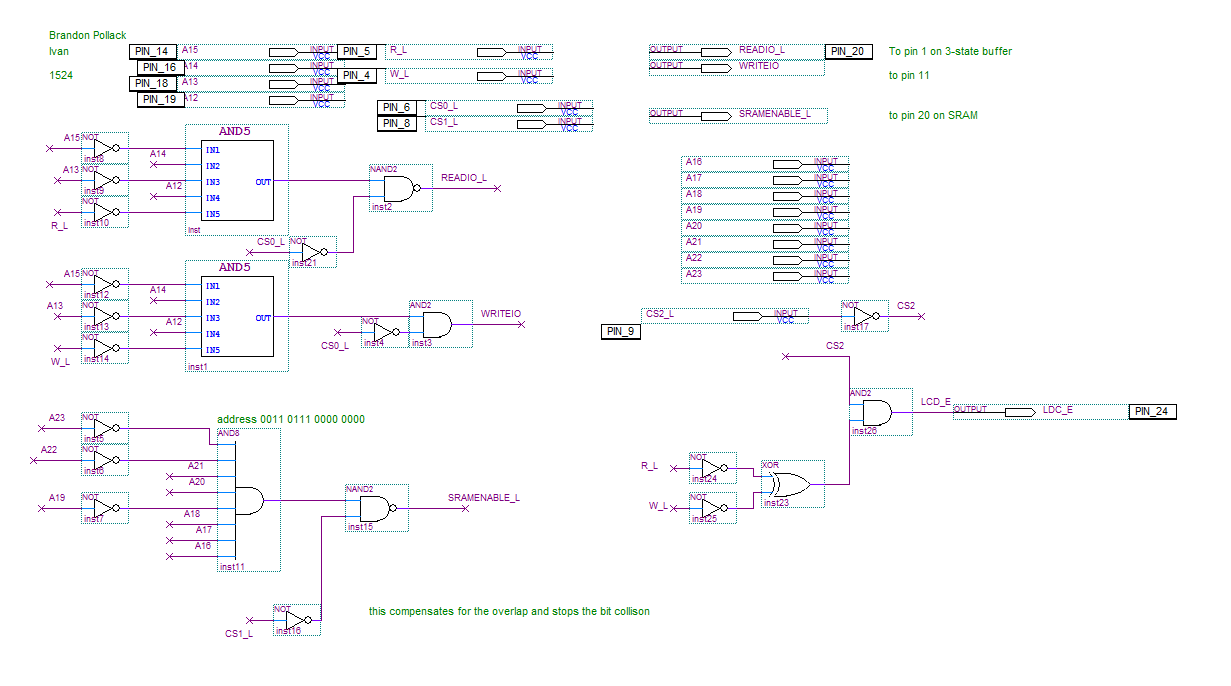 Brandon Pollack
Ivan
1524
PIN_14 A15 INPUT VCC
PIN_16 A14 INPUT VCC
PIN_18 A13 INPUT VCC
PIN_19 A12 INPUT VCC
PIN_5 R_L INPUT VCC
PIN_4 W_L INPUT VCC
PIN_6 CS0_L INPUT VCC
PIN_8 CS1_L INPUT VCC
OUTPUT READIO_L PIN_20 To pin 1 on 3-state buffer
OUTPUT WRITEIO to pin 11
OUTPUT SRAMENABLE_L to pin 20 on SRAM
A16 INPUT VCC
A17 INPUT VCC
A18 INPUT VCC
A19 INPUT VCC
A20 INPUT VCC
A21 INPUT VCC
A22 INPUT VCC
A23 INPUT VCC
A15 NOT inst8
A14
A13 NOT inst9
A12
R_L NOT inst10
AND5
IN1
IN2
IN3
IN4
IN5
OUT
inst
NAND2
inst2
READIO_L
CS0_L NOT inst21
A15 NOT inst12
A14
A13 NOT inst13
A12
W_L NOT inst14
AND5
IN1
IN2
IN3
IN4
IN5
OUT
inst1
CS0_L NOT inst4
AND2
inst3
WRITEIO
PIN_9 CS2_L INPUT VCC
NOT inst17
CS2
CS2
AND2
inst26
LCD_E
OUTPUT LDC_E PIN_24
R_L NOT inst24
W_L NOT inst25
XOR
inst23
address 0011 0111 0000 0000
A23 NOT inst5
A22 NOT inst6
A21
A20
A19 NOT inst7
A18
A17
A16
AND8
inst11
NAND2
inst15
SRAMENABLE_L
CS1_L NOT inst16
this compensates for the overlap and stops the bit collison